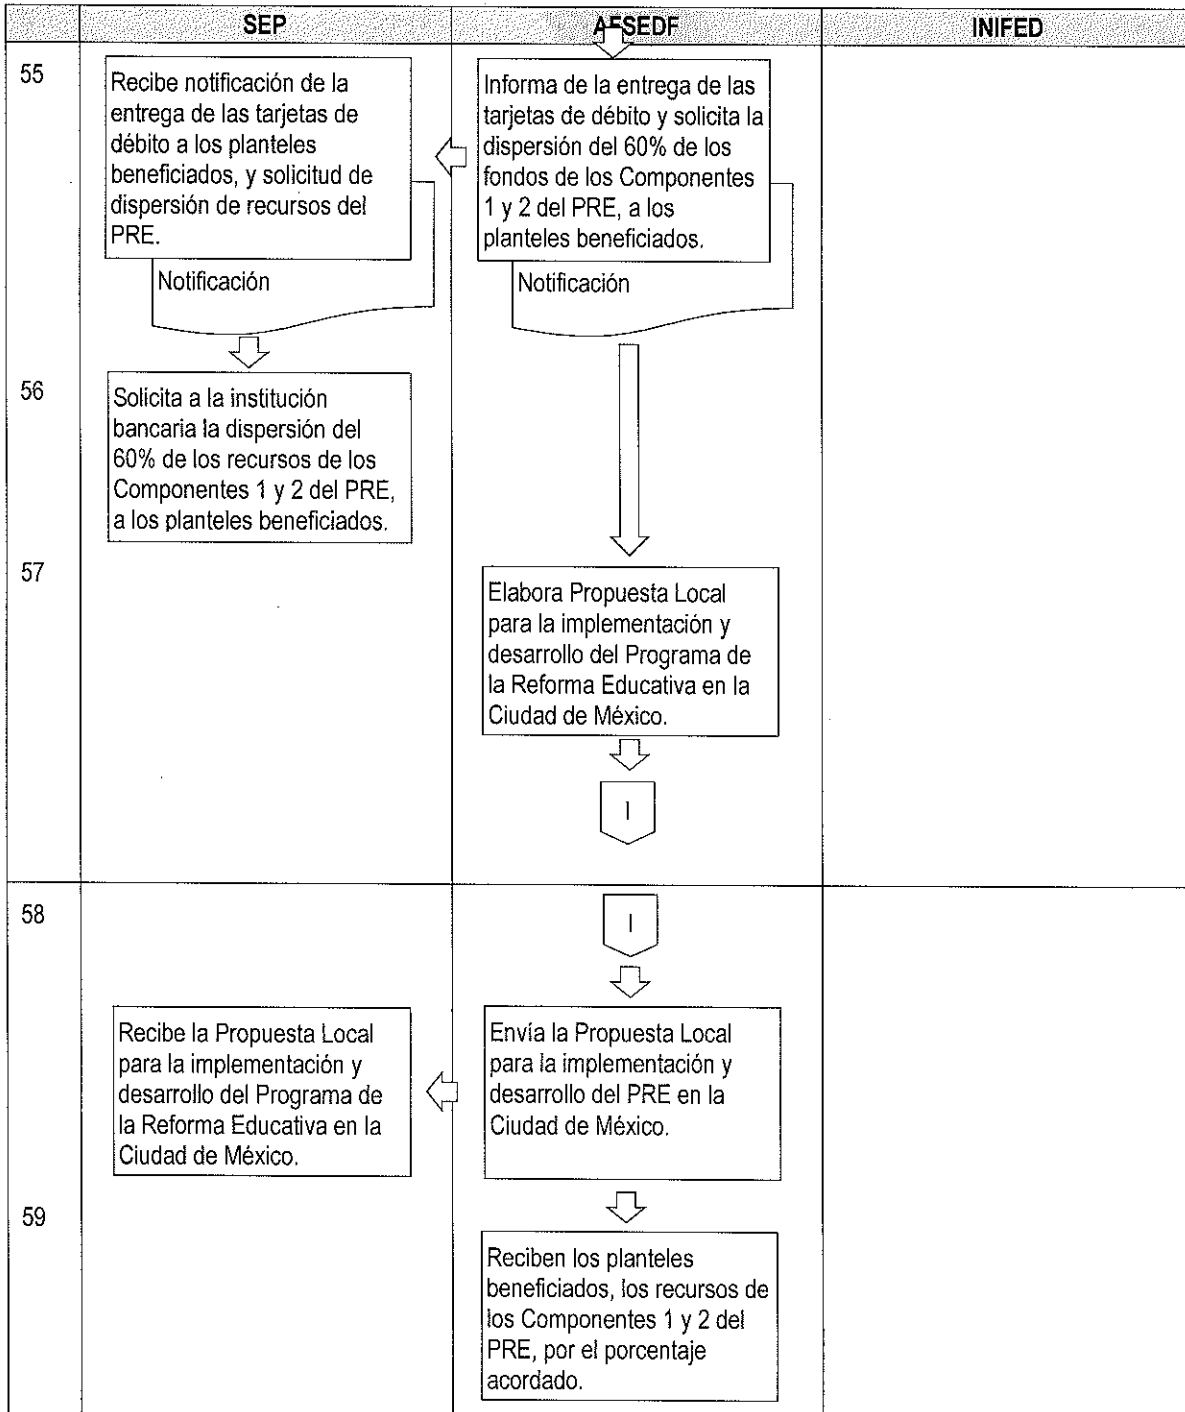 SEP AFSEDF INIFED
55
Recibe notificación de la
entrega de las tarjetas de
débito a los planteles
beneficiados, y solicitud de
dispersión de recursos del
PRE.
Notificación
Informa de la entrega de las
tarjetas de débito y solicita la
dispersión del 60% de los
fondos de los Componentes
1 y 2 del PRE, a los
planteles beneficiados.
Notificación
56
Solicita a la institución
bancaria la dispersión del
60% de los recursos de los
Componentes 1 y 2 del PRE,
a los planteles beneficiados.
57
Elabora Propuesta Local
para la implementación y
desarrollo del Programa de
la Reforma Educativa en la
Ciudad de México.
I
58
I
Recibe la Propuesta Local
para la implementación y
desarrollo del Programa de
la Reforma Educativa en la
Ciudad de México.
Envía la Propuesta Local
para la implementación y
desarrollo del PRE en la
Ciudad de México.
59
Reciben los planteles
beneficiados, los recursos de
los Componentes 1 y 2 del
PRE, por el porcentaje
acordado.